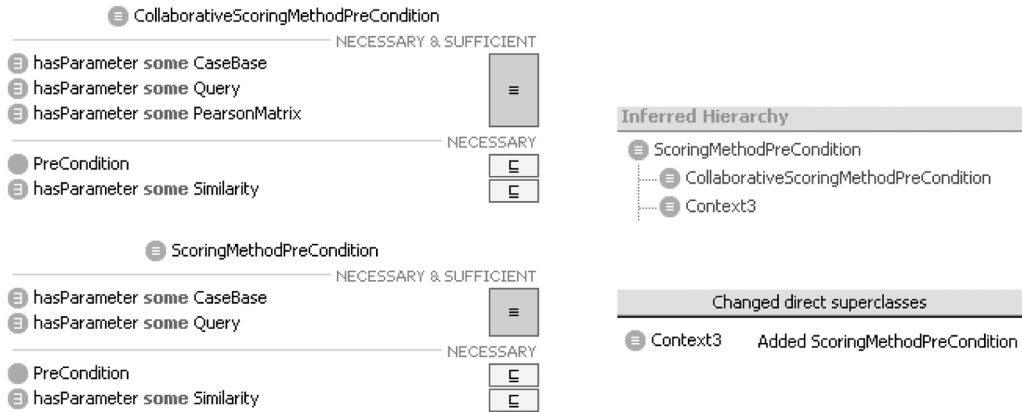 CollaborativeScoringMethodPreCondition
NECESSARY & SUFFICIENT
hasParameter some CaseBase
hasParameter some Query
hasParameter some PearsonMatrix
≡
NECESSARY
PreCondition
⊑
hasParameter some Similarity
⊑
ScoringMethodPreCondition
NECESSARY & SUFFICIENT
hasParameter some CaseBase
hasParameter some Query
≡
NECESSARY
PreCondition
⊑
hasParameter some Similarity
⊑
Inferred Hierarchy
ScoringMethodPreCondition
CollaborativeScoringMethodPreCondition
Context3
Changed direct superclasses
Context3 Added ScoringMethodPreCondition